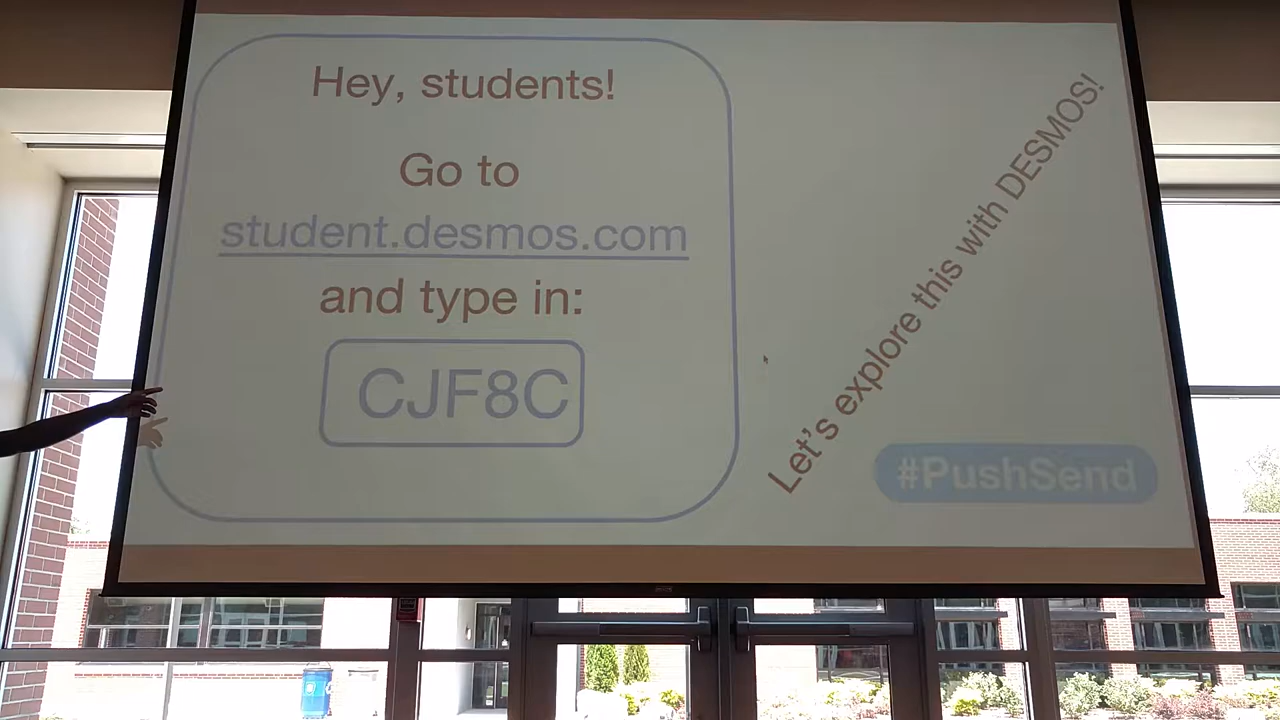 Hey, students!
Go to
student.desmos.com
and type in:
CJF8C
Let's explore this with DESMOS!
#PushSend